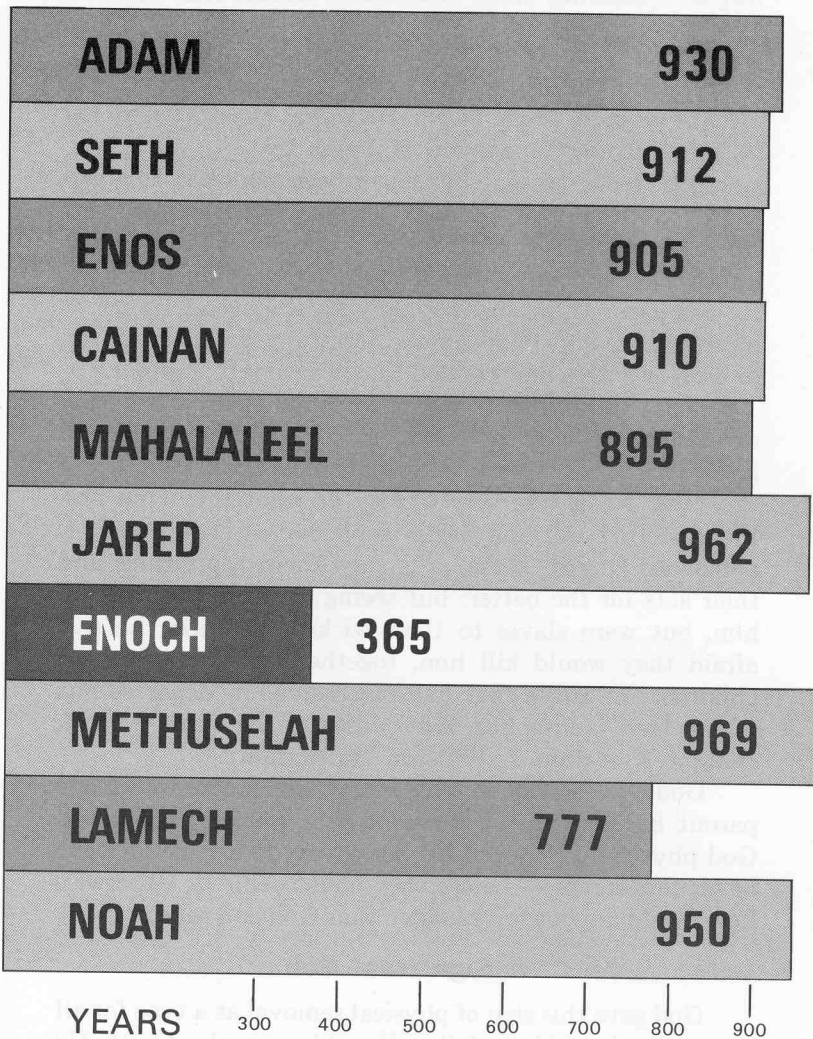 ADAM 930
SETH 912
ENOS 905
CAINAN 910
MAHALALEEL 895
JARED 962
ENOCH 365
METHUSELAH 969
LAMECH 777
NOAH 950
YEARS 300 400 500 600 700 800 900